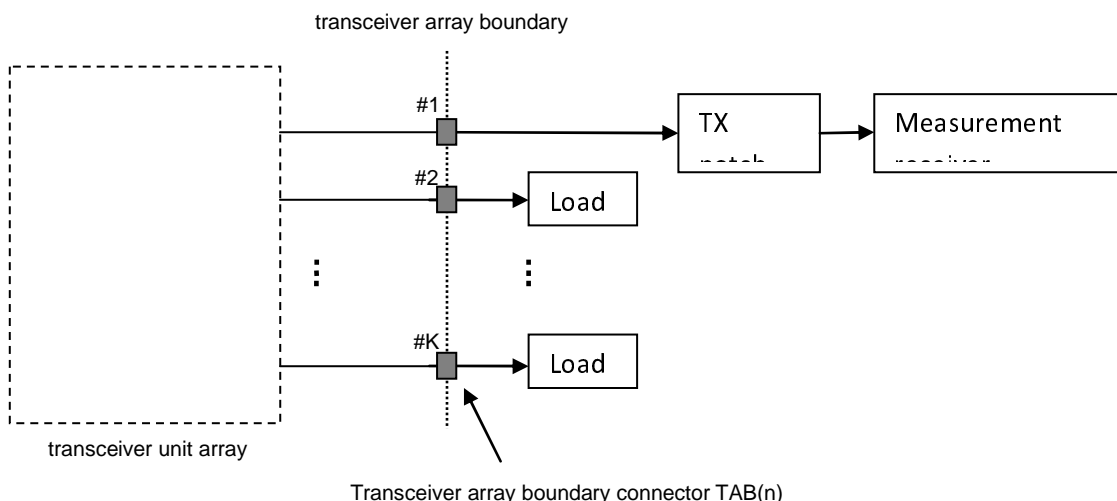 transceiver array boundary
#1
TX
Measurement
#2
Load
#K
Load
transceiver unit array
Transceiver array boundary connector TAB(n)